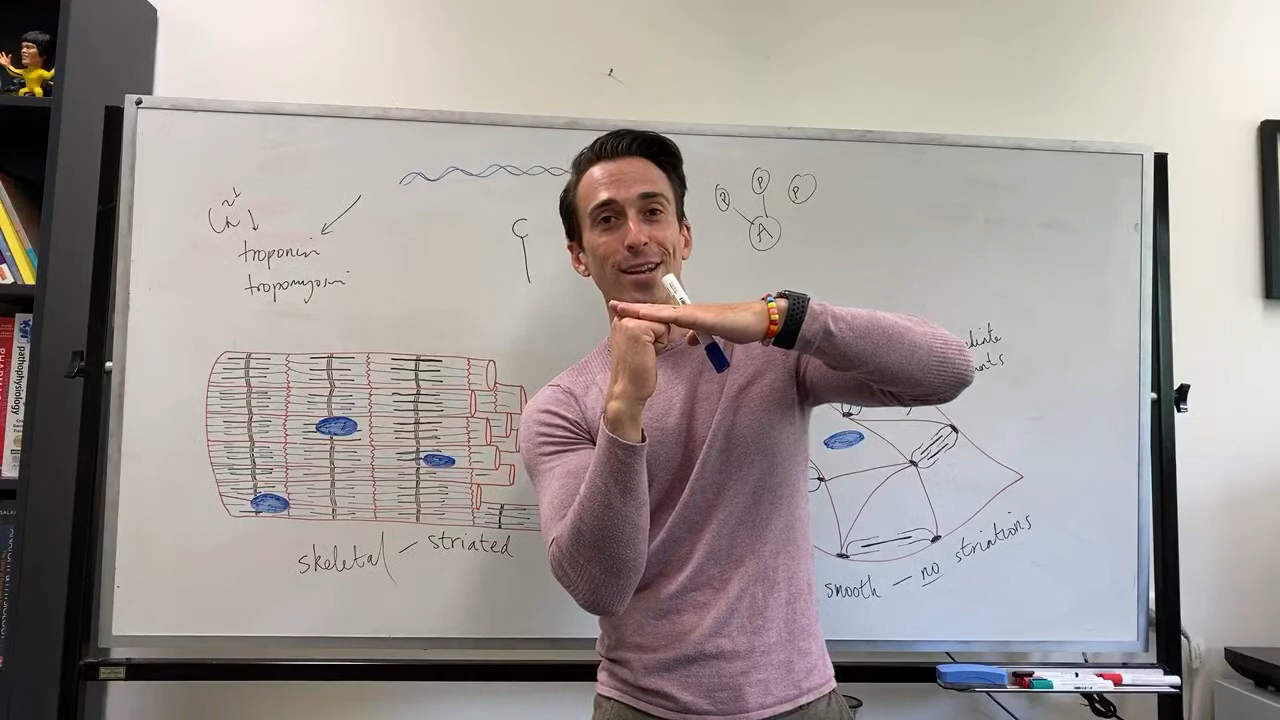 Ca²⁺
troponin
tropomyosin
P
P
P
A
skeletal – striated
smooth – no striations
pathophysiology